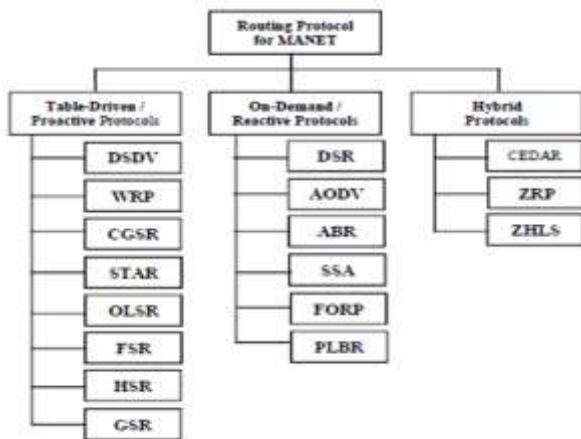 Routing Protocol
for MANET
Table-Driven /
Proactive Protocols
DSDV
WRP
CGSR
STAR
OLSR
FSR
HSR
GSR
On-Demand /
Reactive Protocols
DSR
AODV
ABR
SSA
FORP
PLBR
Hybrid
Protocols
CEDAR
ZRP
ZHLS